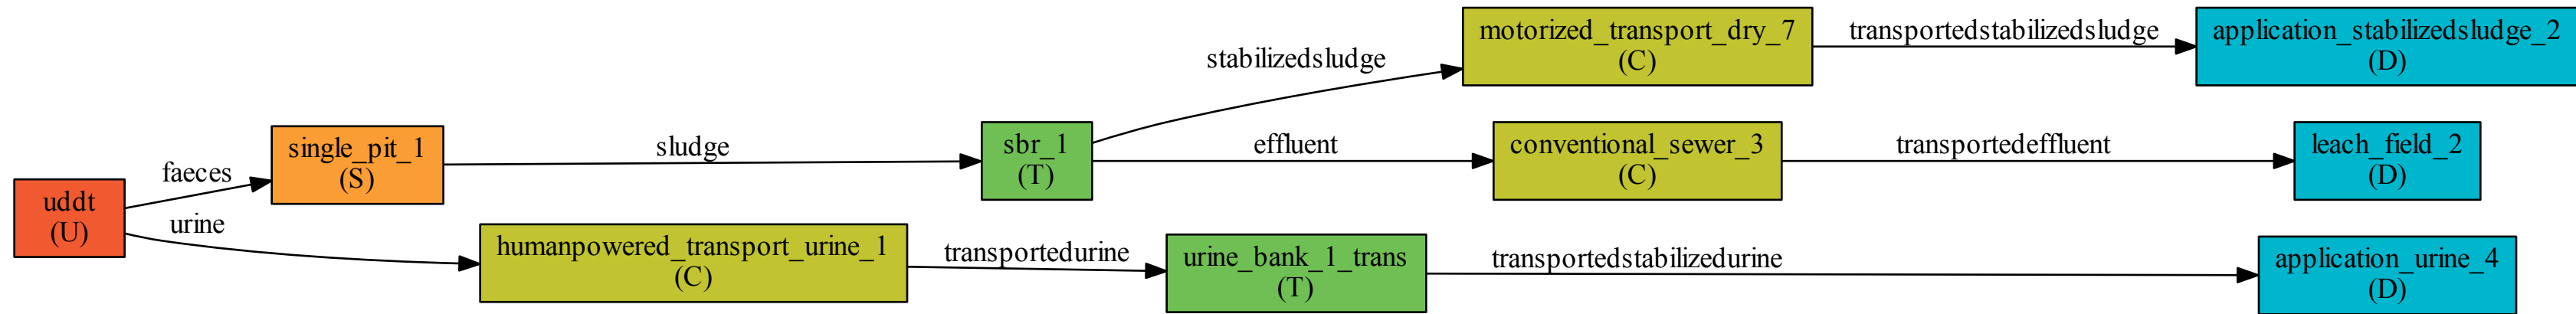 uddt
(U)
faeces
urine
single_pit_1
(S)
sludge
humanpowered_transport_urine_1
(C)
transportedurine
sbr_1
(T)
stabilizedsludge
effluent
urine_bank_1_trans
(T)
motorized_transport_dry_7
(C)
transportedstabilizedsludge
application_stabilizedsludge_2
(D)
conventional_sewer_3
(C)
transportedeffluent
leach_field_2
(D)
transportedstabilizedurine
application_urine_4
(D)